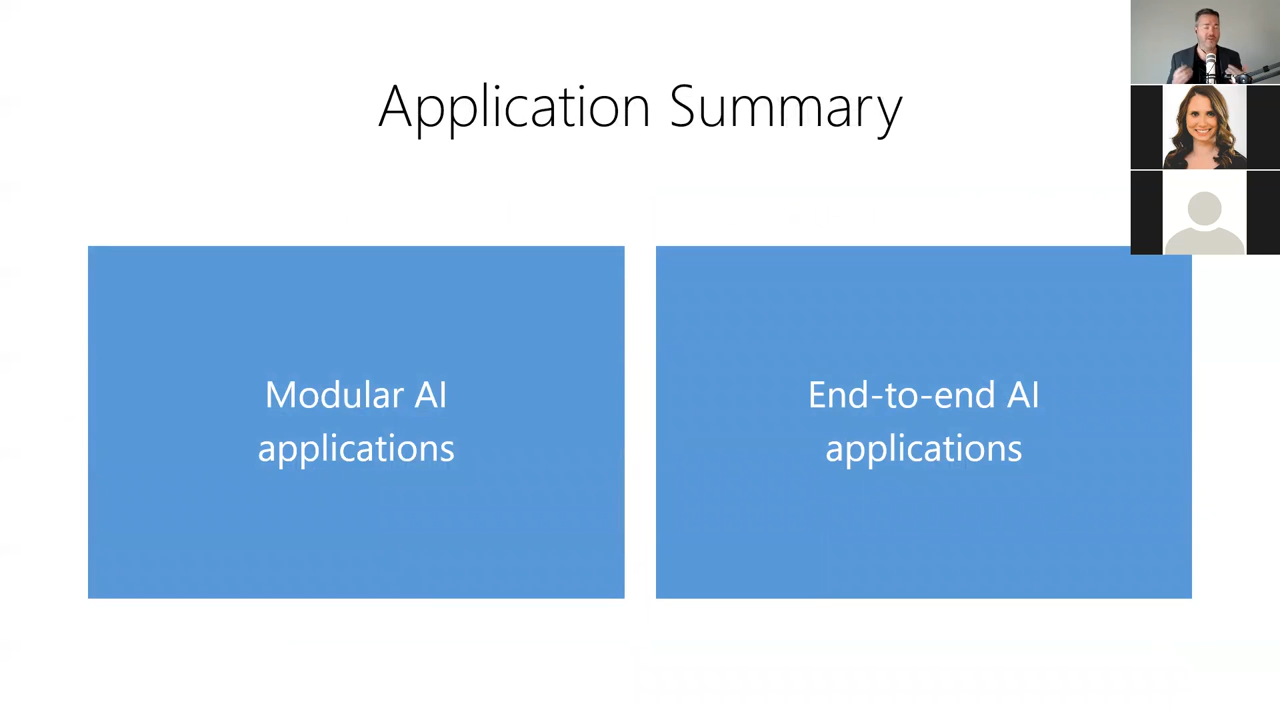 Application Summary
Modular AI
applications
End-to-end AI
applications